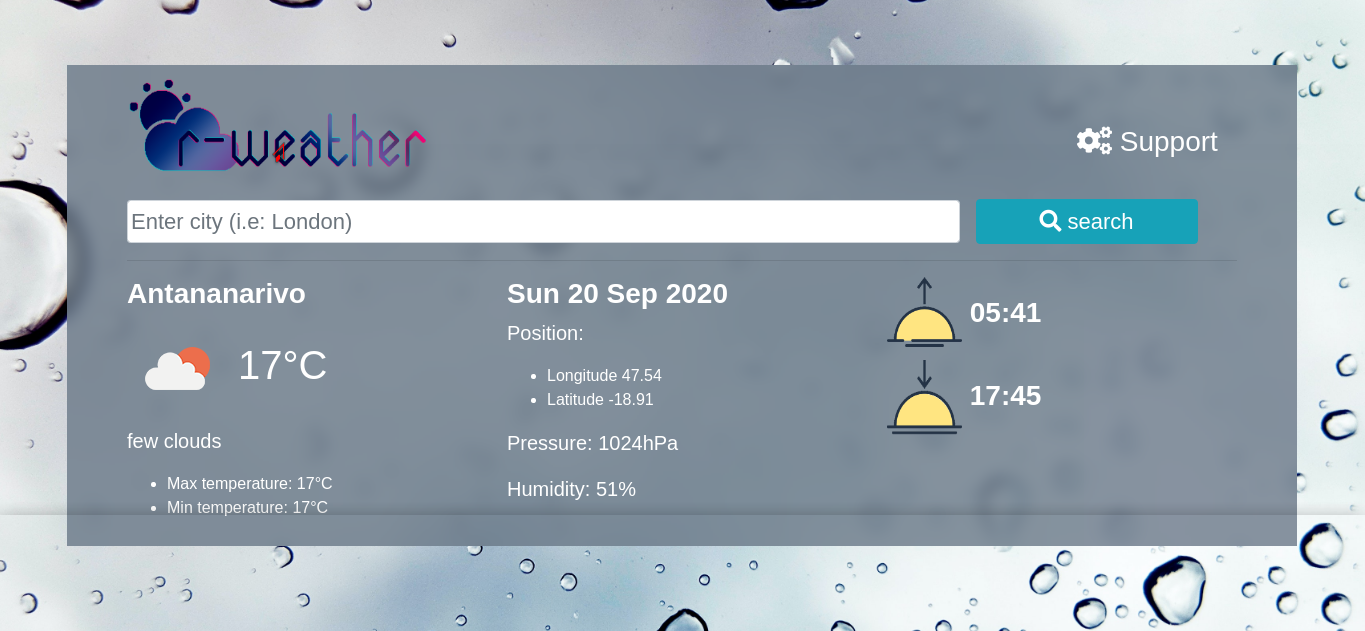 r-weather
Support
Enter city (i.e: London)
search
Antananarivo
17°C
few clouds
Max temperature: 17°C
Min temperature: 17°C
Sun 20 Sep 2020
Position:
Longitude 47.54
Latitude -18.91
Pressure: 1024hPa
Humidity: 51%
05:41
17:45